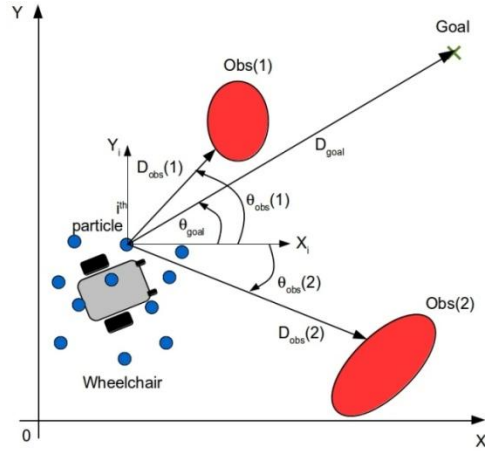 Y
Goal
Obs(1)
Y_i
D_obs(1)
D_goal
i^th
particle
θ_obs(1)
θ_goal
X_i
θ_obs(2)
Obs(2)
D_obs(2)
Wheelchair
0
X